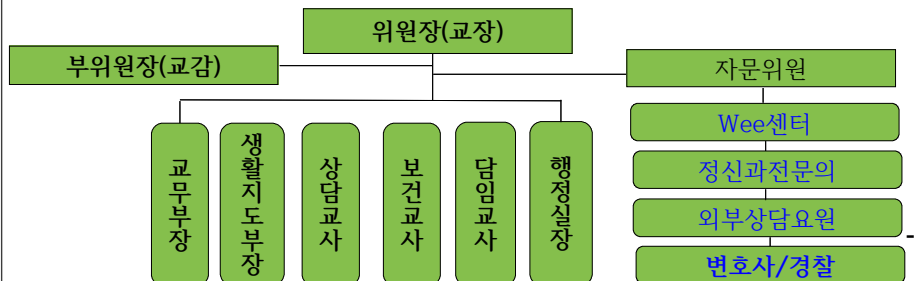 위원장(교장)
부위원장(교감)
자문위원
Wee센터
정신과전문의
외부상담요원
변호사/경찰
교무부장
생활지도부장
상담교사
보건교사
담임교사
행정실장
-